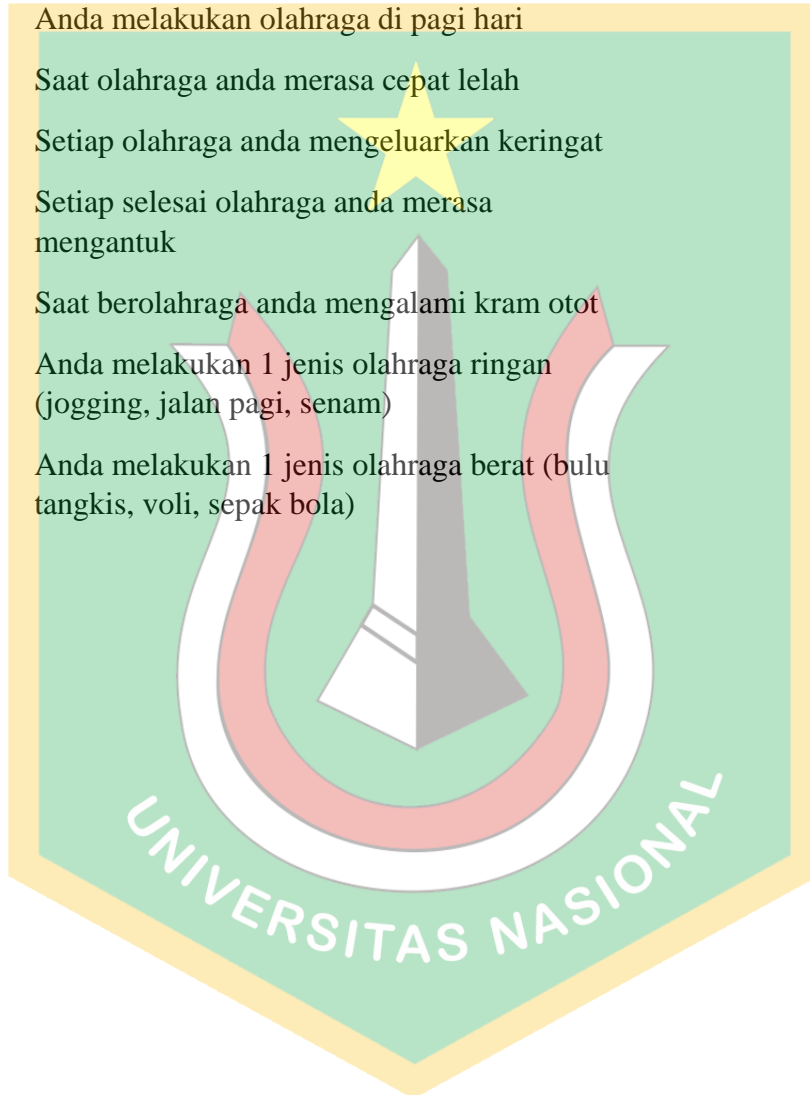 Anda melakukan olahraga di pagi hari
Saat olahraga anda merasa cepat lelah
Setiap olahraga anda mengeluarkan keringat
Setiap selesai olahraga anda merasa
mengantuk
Saat berolahraga anda mengalami kram otot
Anda melakukan 1 jenis olahraga ringan
(jogging, jalan pagi, senam)
Anda melakukan 1 jenis olahraga berat (bulu
tangkis, voli, sepak bola)
UNIVERSITAS NASIONAL